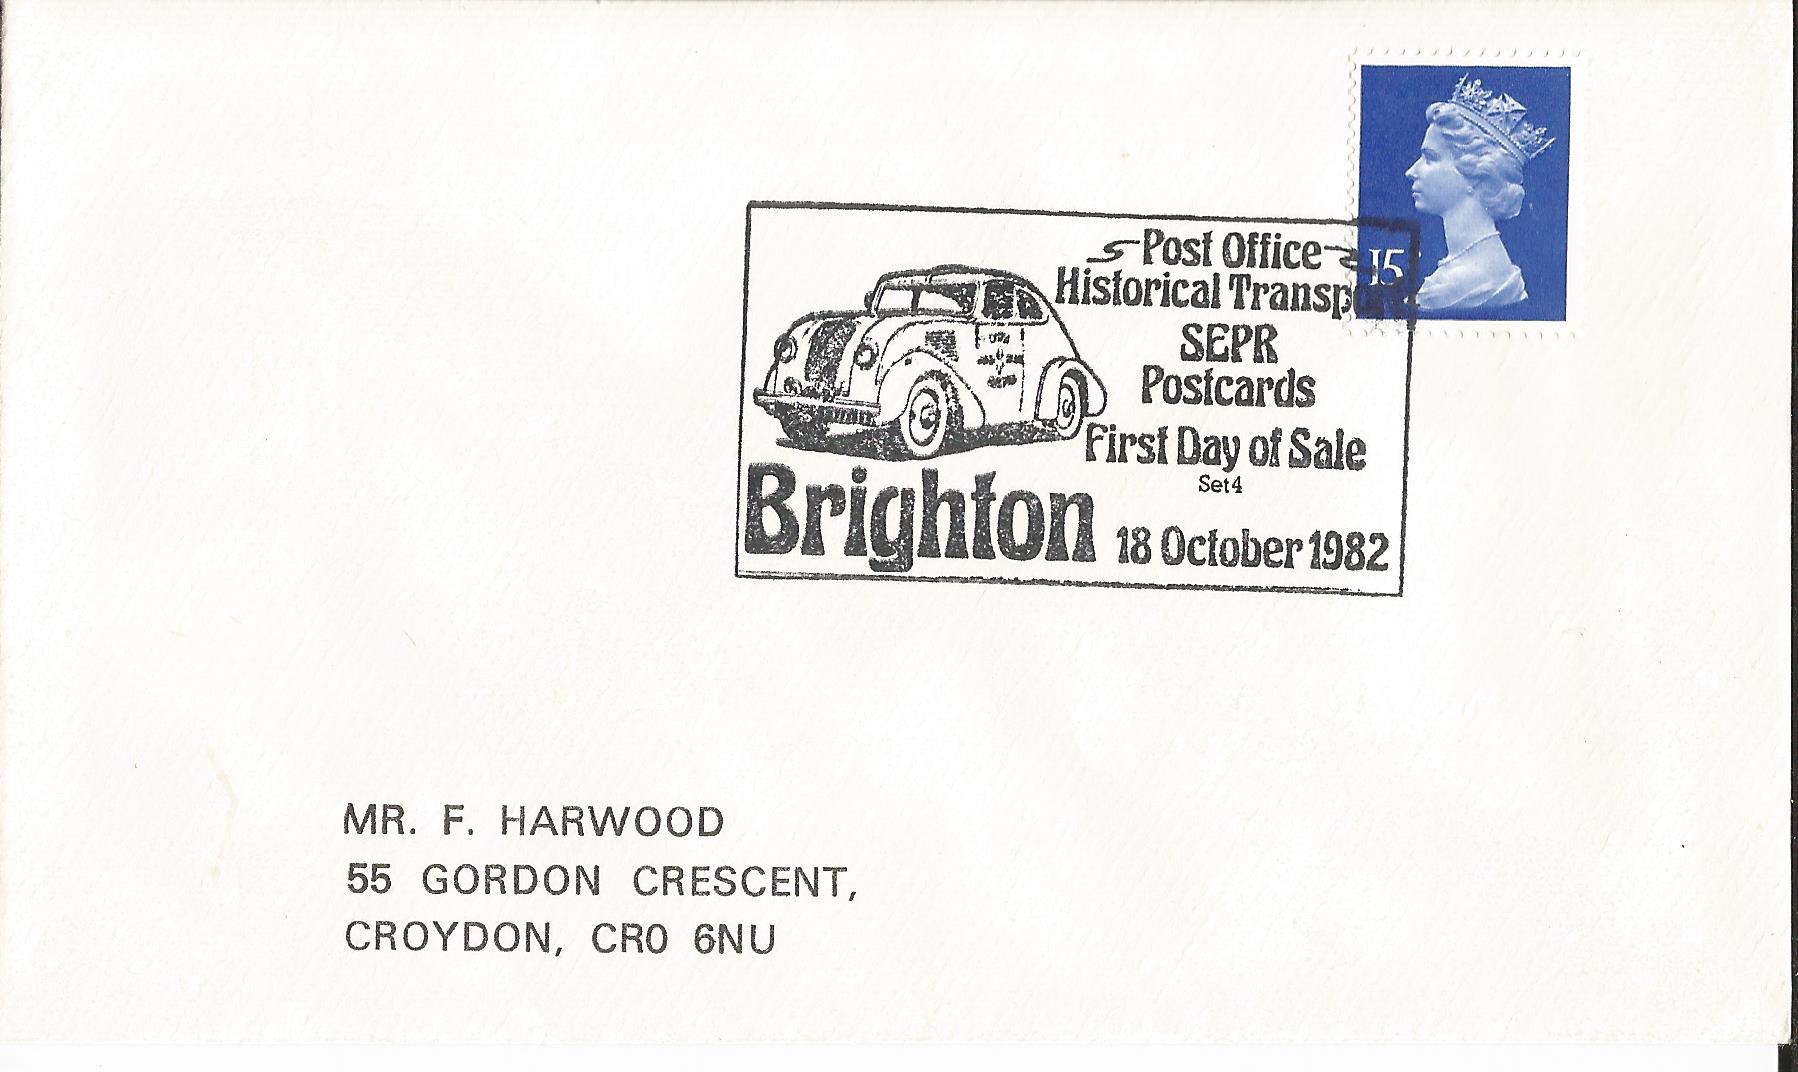 15
Post Office
Historical Transport
SEPR
Postcards
First Day of Sale
Set 4
Brighton 18 October 1982
MR. F. HARWOOD
55 GORDON CRESCENT,
CROYDON, CR0 6NU